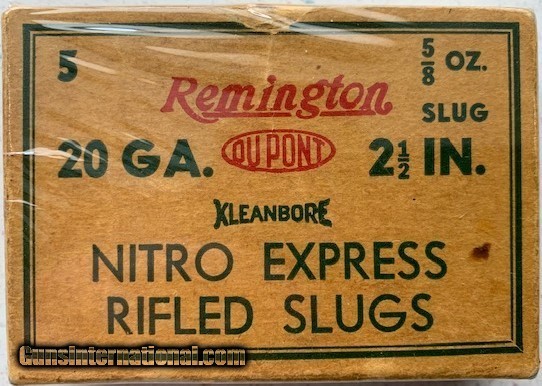 5
5/8 OZ.
Remington
SLUG
20 GA.
DU PONT
2 1/2 IN.
KLEANBORE
NITRO EXPRESS
RIFLED SLUGS
GunsInternational.com